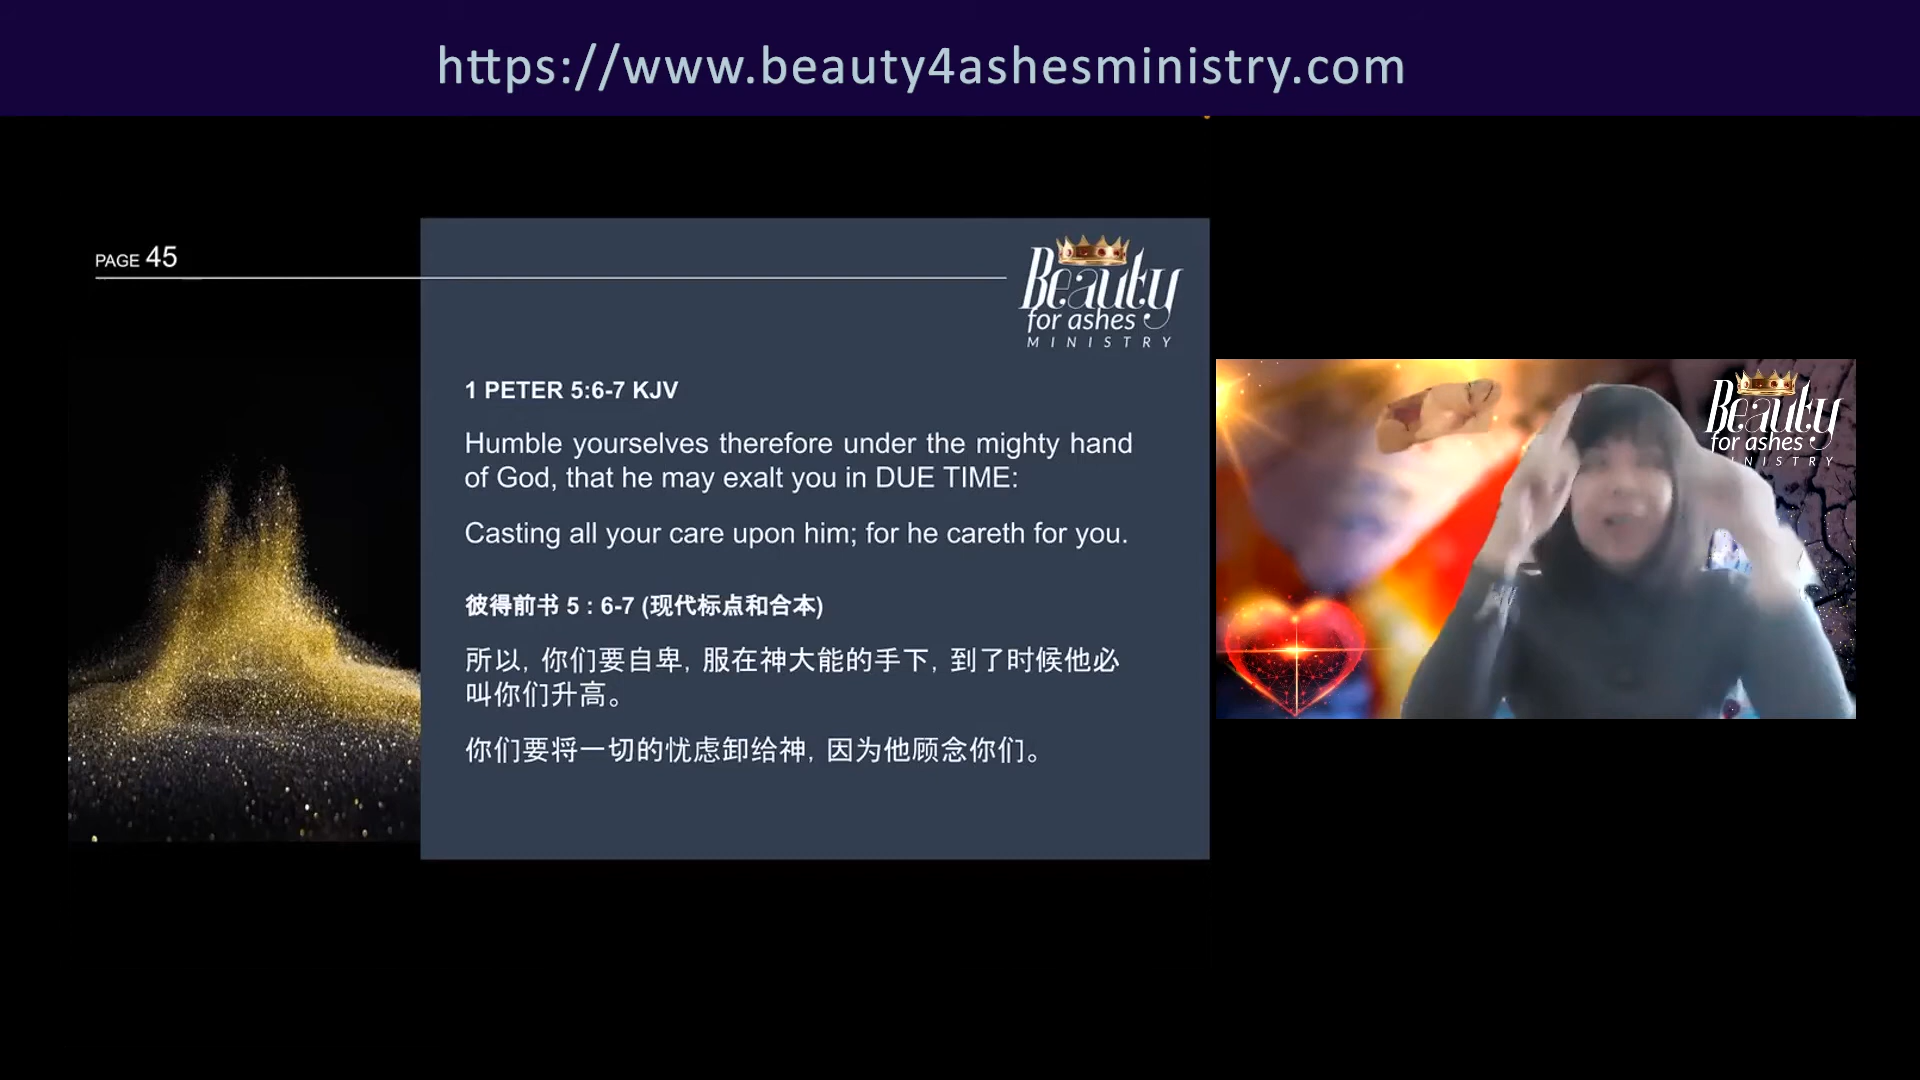 https://www.beauty4ashesministry.com
PAGE 45
Beauty
for ashes
MINISTRY
1 PETER 5:6-7 KJV
Humble yourselves therefore under the mighty hand
of God, that he may exalt you in DUE TIME:
Casting all your care upon him; for he careth for you.
彼得前书 5 : 6-7 (现代标点和合本)
所以, 你们要自卑, 服在神大能的手下, 到了时候他必
叫你们升高。
你们要将一切的忧虑卸给神, 因为他顾念你们。
Beauty
for ashes
MINISTRY